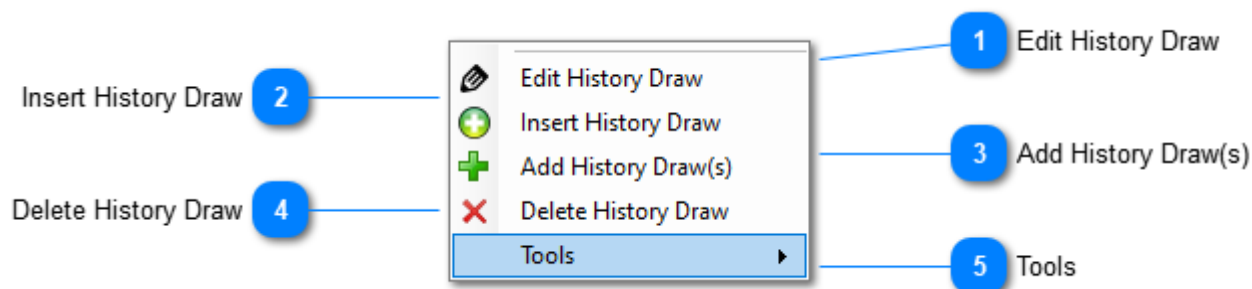 1 Edit History Draw
Insert History Draw 2
Edit History Draw
Insert History Draw
Add History Draw(s)
Delete History Draw
Tools
3 Add History Draw(s)
Delete History Draw 4
5 Tools